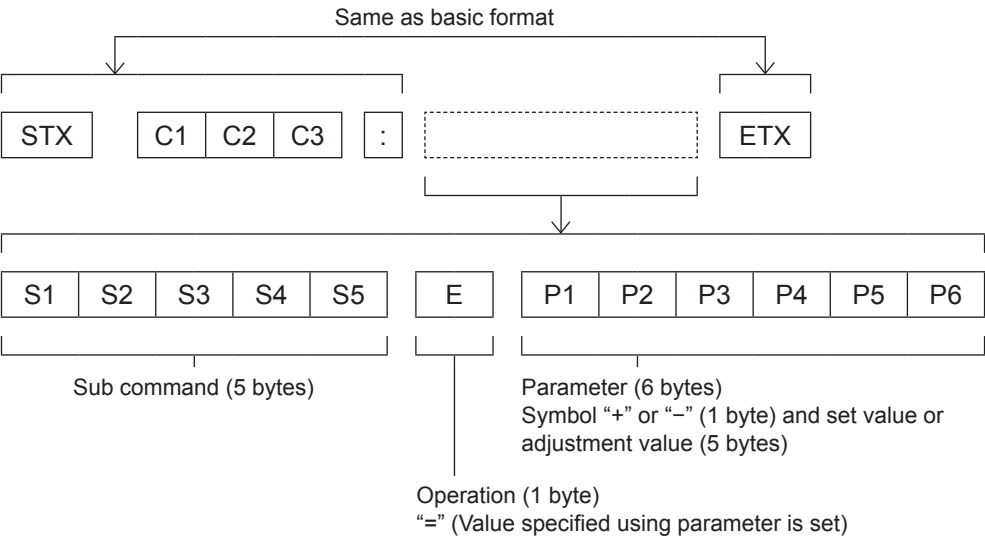 Same as basic format
STX C1 C2 C3 : ETX
S1 S2 S3 S4 S5 E P1 P2 P3 P4 P5 P6
Sub command (5 bytes)
Parameter (6 bytes)
Symbol “+” or “−” (1 byte) and set value or
adjustment value (5 bytes)
Operation (1 byte)
“=” (Value specified using parameter is set)